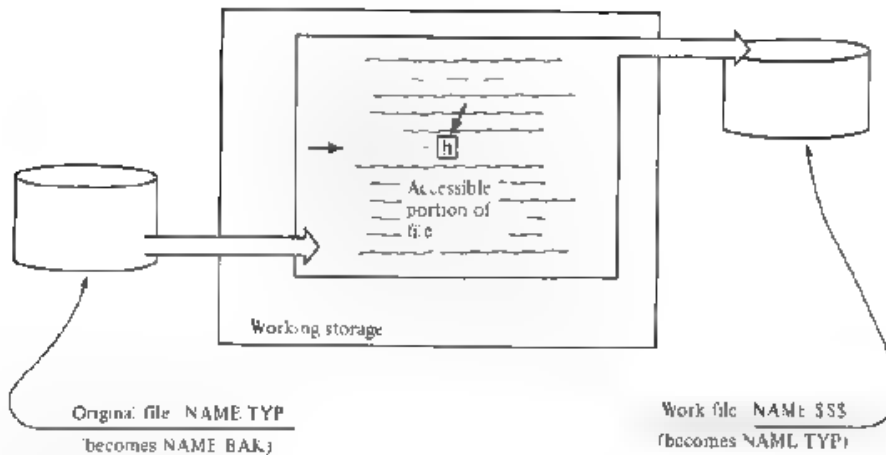 h
Accessible
portion of
file
Working storage
Original file NAME TYP
(becomes NAME BAK)
Work file NAME $$$
(becomes NAME TYP)